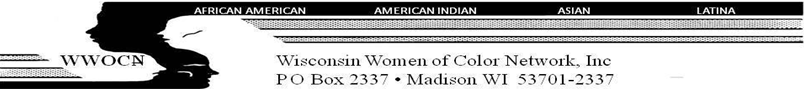 AFRICAN AMERICAN AMERICAN INDIAN ASIAN LATINA
WWOCN
Wisconsin Women of Color Network, Inc
P O Box 2337 • Madison WI 53701-2337